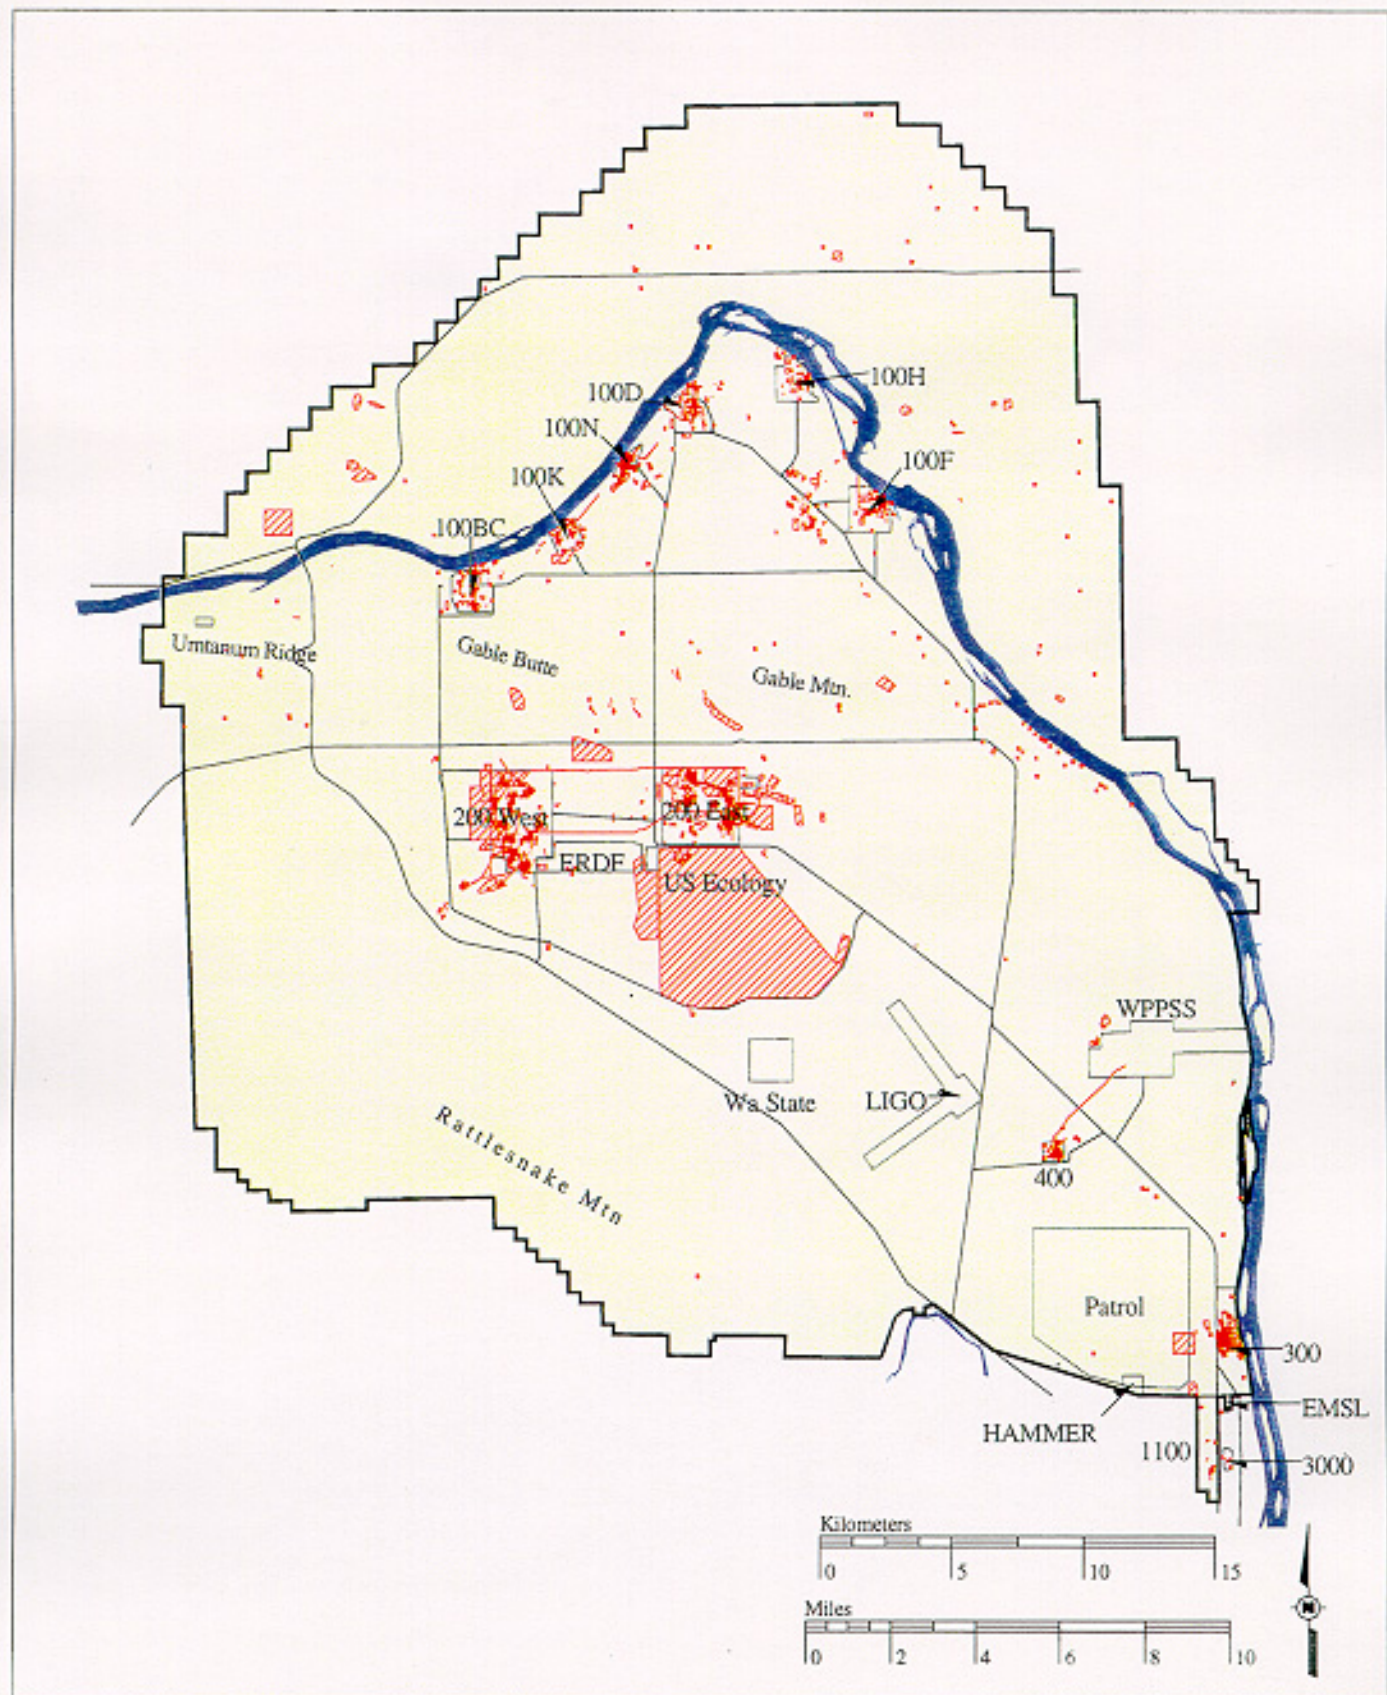 100H
100D
100N
100F
100K
100BC
Umtanum Ridge
Gable Butte
Gable Mtn.
200 West
200 East
ERDF
US Ecology
WPPSS
Wa State
LIGO
Rattlesnake Mtn
400
Patrol
300
EMSL
HAMMER
1100
3000
Kilometers
0 5 10 15
Miles
0 2 4 6 8 10
N